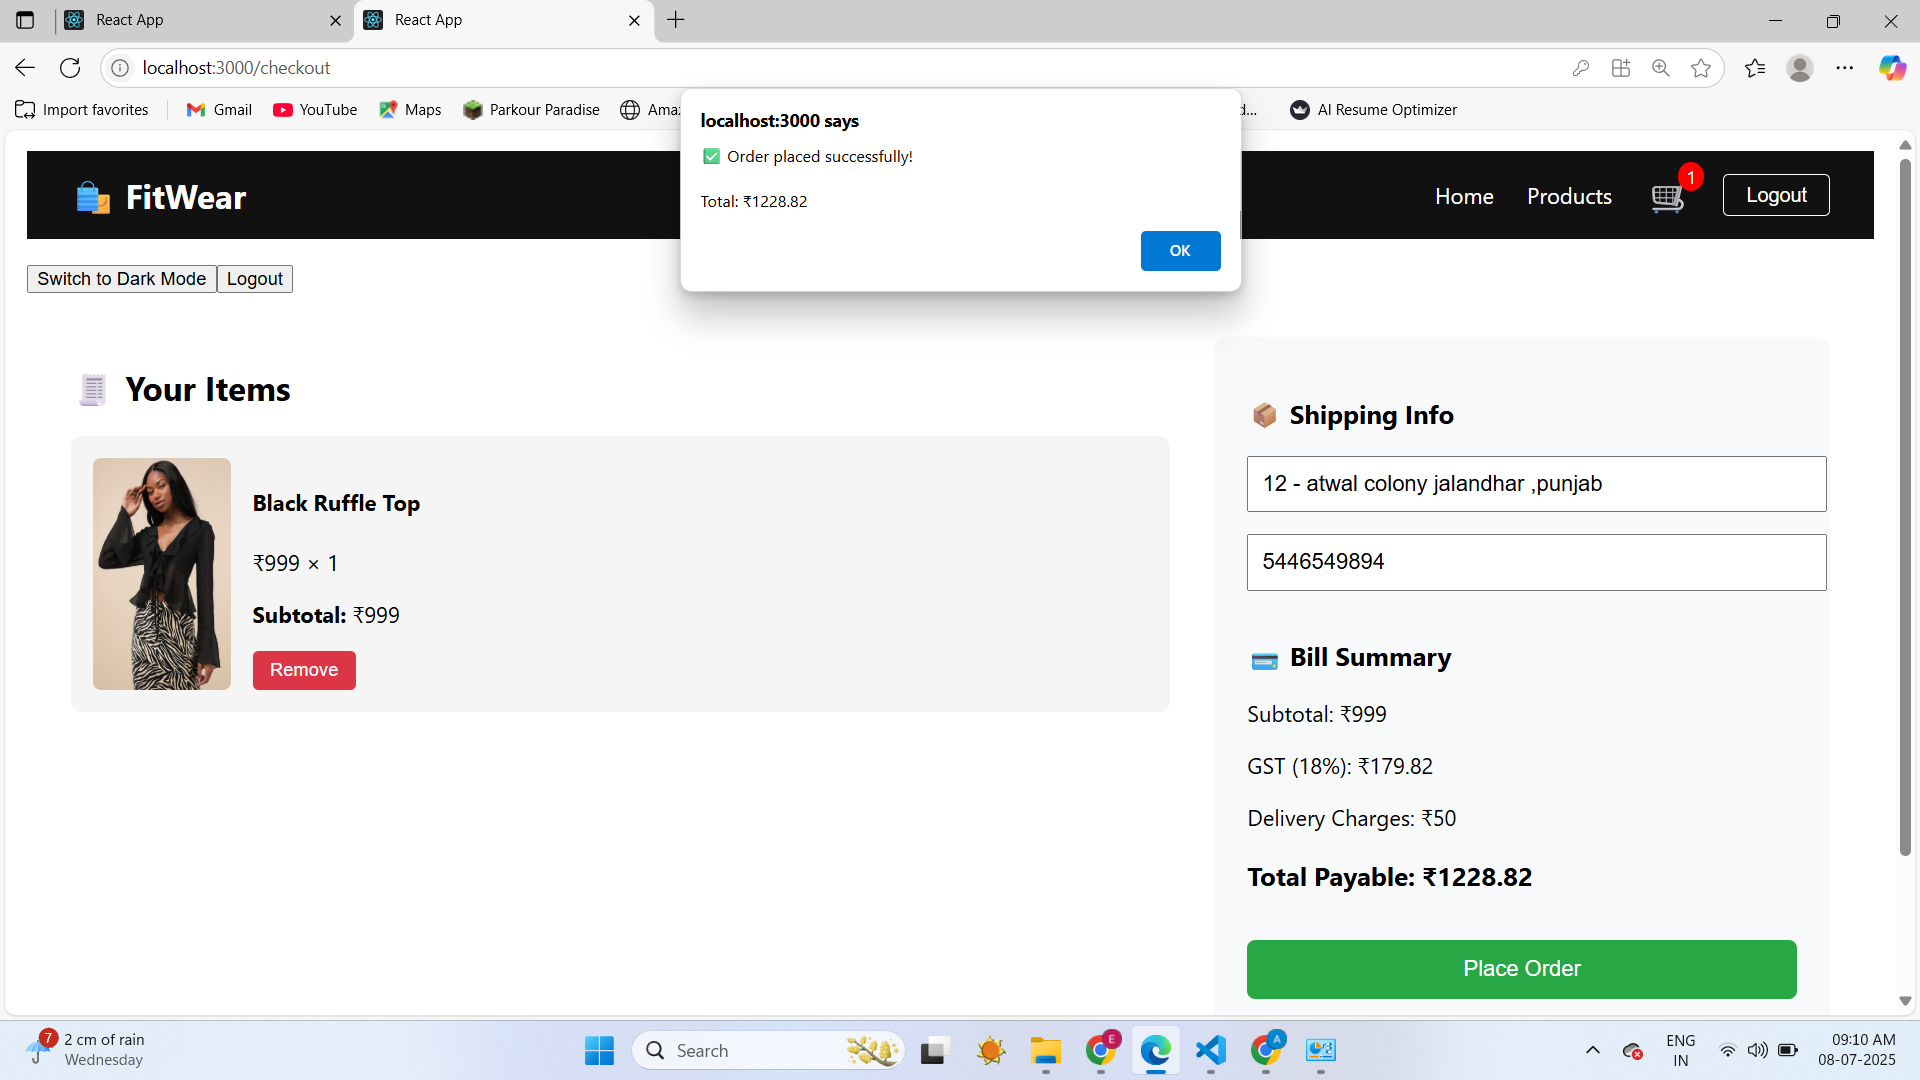 React App
React App
localhost:3000/checkout
Import favorites
Gmail
YouTube
Maps
Parkour Paradise
Ama
d...
AI Resume Optimizer
localhost:3000 says
✅ Order placed successfully!
Total: ₹1228.82
OK
FitWear
Home
Products
1
Logout
Switch to Dark Mode
Logout
Your Items
Black Ruffle Top
₹999 × 1
Subtotal: ₹999
Remove
Shipping Info
12 - atwal colony jalandhar ,punjab
5446549894
Bill Summary
Subtotal: ₹999
GST (18%): ₹179.82
Delivery Charges: ₹50
Total Payable: ₹1228.82
Place Order
7
2 cm of rain
Wednesday
Search
E
A
ENG
IN
09:10 AM
08-07-2025